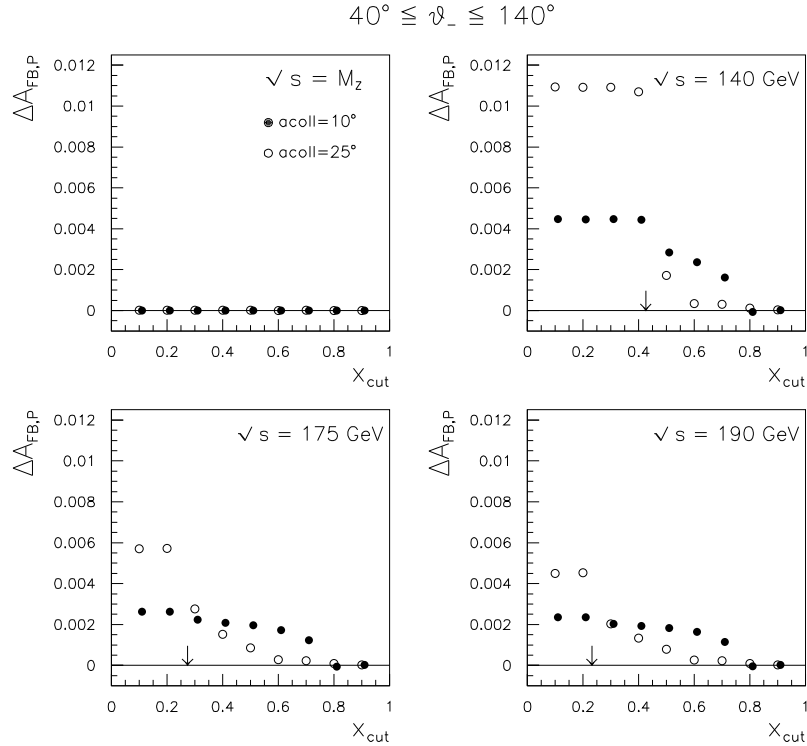 40° ≦ ϑ_ ≦ 140°
ΔA_FB,P
0.012
0.01
0.008
0.006
0.004
0.002
0
√ s = M_Z
acoll=10°
acoll=25°
0 0.2 0.4 0.6 0.8 1
X_cut
ΔA_FB,P
0.012
0.01
0.008
0.006
0.004
0.002
0
√ s = 140 GeV
0 0.2 0.4 0.6 0.8 1
X_cut
ΔA_FB,P
0.012
0.01
0.008
0.006
0.004
0.002
0
√ s = 175 GeV
0 0.2 0.4 0.6 0.8 1
X_cut
ΔA_FB,P
0.012
0.01
0.008
0.006
0.004
0.002
0
√ s = 190 GeV
0 0.2 0.4 0.6 0.8 1
X_cut